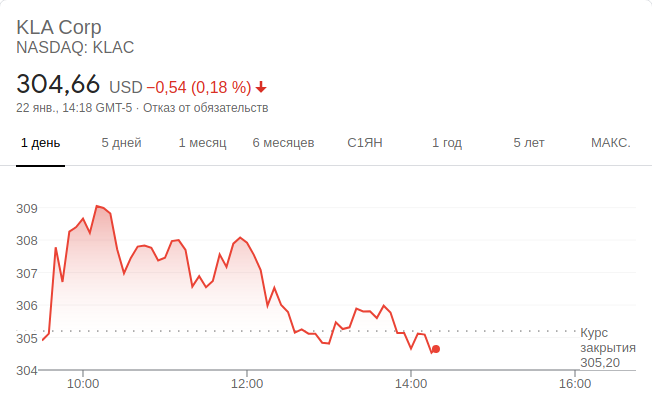 KLA Corp
NASDAQ: KLAC
304,66 USD −0,54 (0,18 %)
22 янв., 14:18 GMT-5 · Отказ от обязательств
1 день 5 дней 1 месяц 6 месяцев С1ЯН 1 год 5 лет МАКС.
309
308
307
306
305
304
Курс
закрытия
305,20
10:00 12:00 14:00 16:00